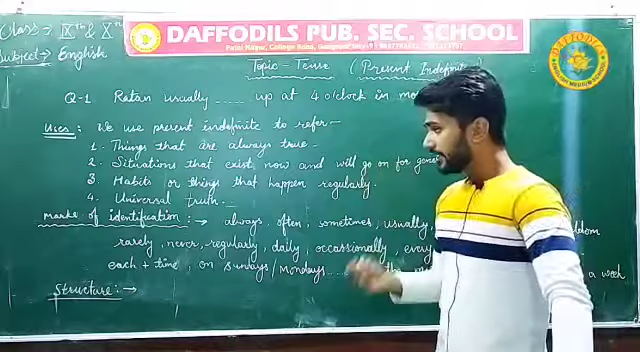 Class:→ IXth & Xth
Subject:→ English
DAFFODILS PUB. SEC. SCHOOL
DAFFODILS
Topic - Tense ( Present Indefinite
Q-1 Ratan usually ..... up at 4 o'clock in
Uses: We use present indefinite to refer:-
1. Things that are always true -
2. Situations that exist now and will go on for
3. Habits or things that happen regularly.
4. Universal truth.
Marks of identification:→ always, often, sometimes, usually,
rarely, never, regularly, daily, occassionally,
each + time, on Sundays/Mondays...... the a week
Structure:→